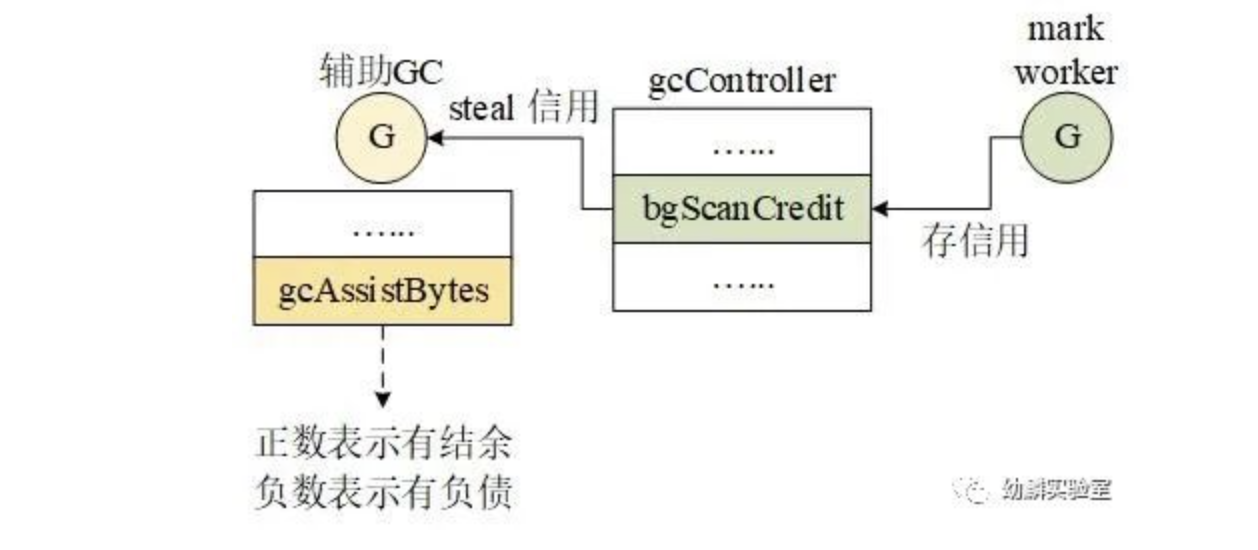 mark
worker
辅助GC
gcController
steal 信用
G
…...
G
bgScanCredit
…...
存信用
gcAssistBytes
…...
正数表示有结余
负数表示有负债
幼麟实验室